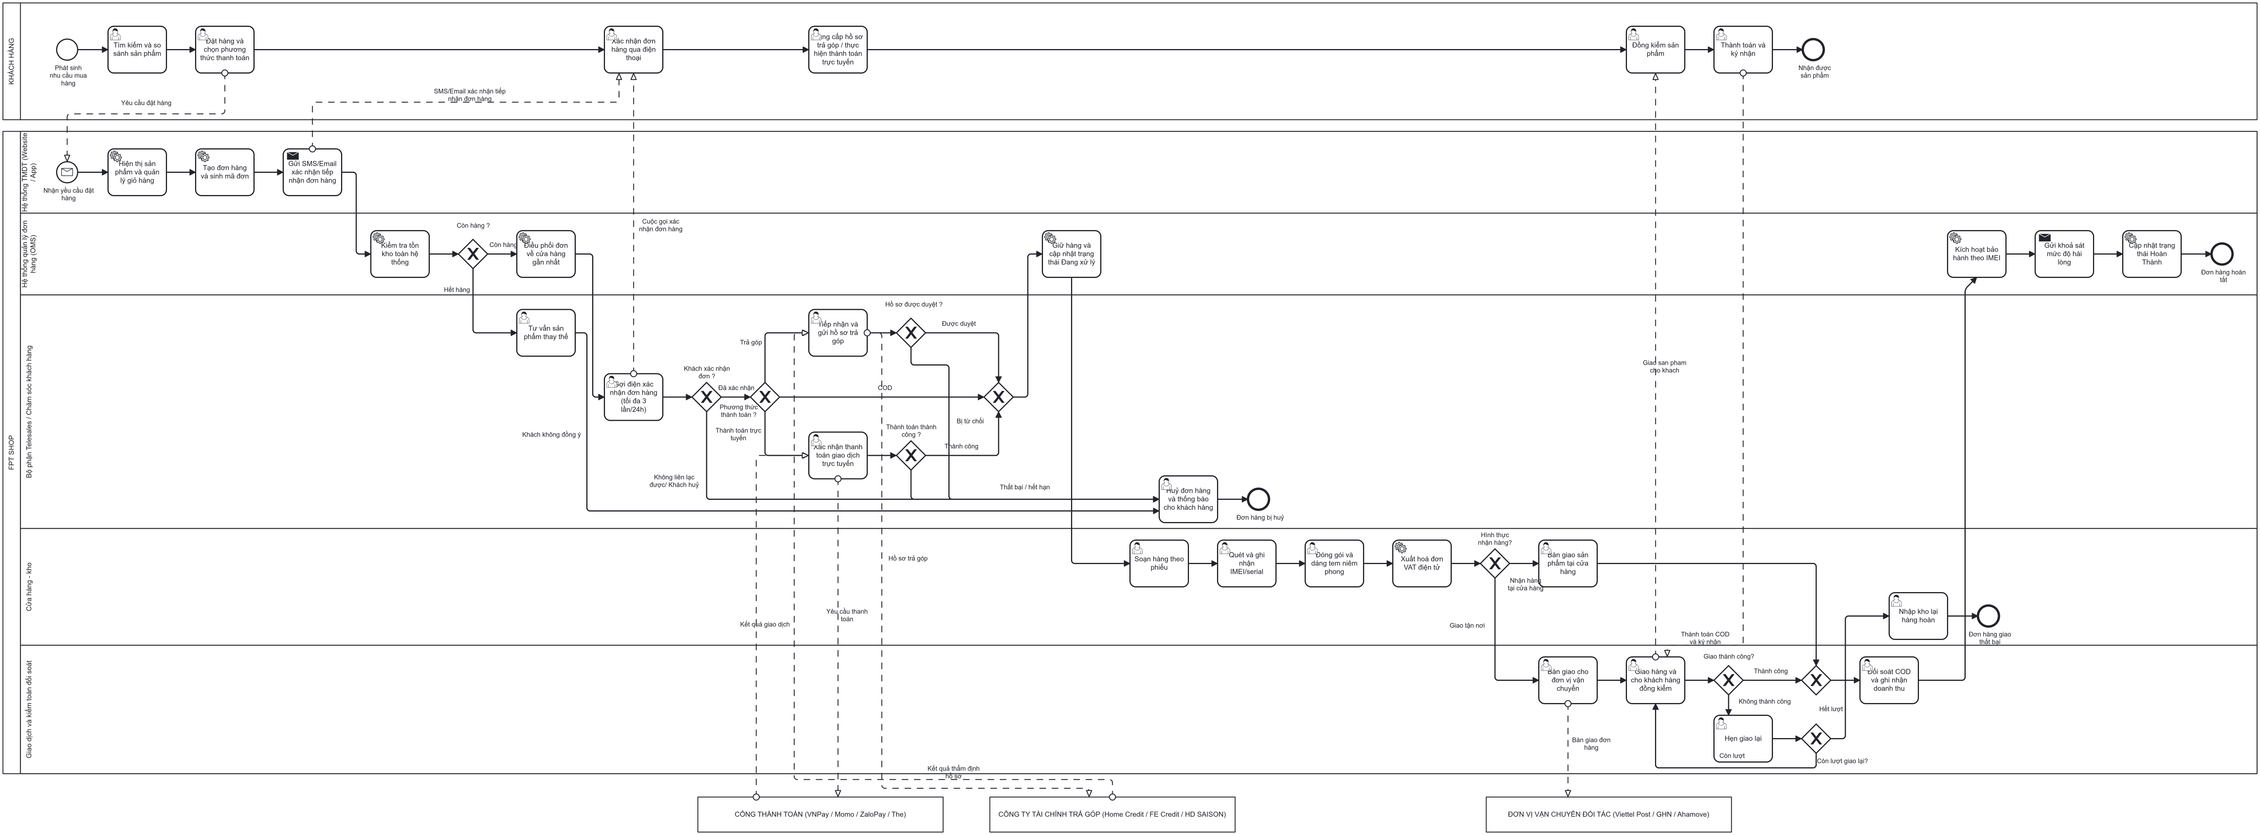 KHÁCH HÀNG
Phát sinh
nhu cầu mua
hàng
Tìm kiếm và so
sánh sản phẩm
Đặt hàng và
chọn phương
thức thanh toán
Xác nhận đơn
hàng qua điện
thoại
ng cấp hồ sơ
trả góp / thực
hiện thanh toán
trực tuyến
Đồng kiểm sản
phẩm
Thanh toán và
ký nhận
Nhận được
sản phẩm
Yêu cầu đặt hàng
SMS/Email xác nhận tiếp
nhận đơn hàng
FPT SHOP
Hệ thống TMDT (Website
/ App)
Nhận yêu cầu đặt
hàng
Hiện thị sản
phẩm và quản
lý giỏ hàng
Tạo đơn hàng
và sinh mã đơn
Gửi SMS/Email
xác nhận tiếp
nhận đơn hàng
Hệ thống quản lý đơn
hàng (OMS)
Kiểm tra tồn
kho toàn hệ
thống
Còn hàng ?
Còn hàng
Hết hàng
Điều phối đơn
về cửa hàng
gần nhất
Cuộc gọi xác
nhận đơn hàng
Giữ hàng và
cập nhật trạng
thái Đang xử lý
Kích hoạt bảo
hành theo IMEI
Gửi khoả sát
mức độ hài
lòng
Cập nhật trạng
thái Hoàn
Thành
Đơn hàng hoàn
tất
Bộ phận Telesales / Chăm sóc khách hàng
Tư vấn sản
phẩm thay thế
Gọi điện xác
nhận đơn hàng
(tối đa 3
lần/24h)
Khách xác nhận
đơn ?
Đã xác nhận
Phương thức
thành toán ?
Trả góp
COD
Thành toán trực
tuyến
Tiếp nhận và
gửi hồ sơ trả
góp
Hồ sơ được duyệt ?
Được duyệt
Bị từ chối
Xác nhận thanh
toán giao dịch
trực tuyến
Thành toán thành
công ?
Thành công
Thất bại / hết hạn
Khách không đồng ý
Không liên lạc
được/ Khách huỷ
Huỷ đơn hàng
và thông báo
cho khách hàng
Đơn hàng bị huỷ
Giao san pham
cho khach
Cửa hàng - kho
Soạn hàng theo
phiếu
Quét và ghi
nhận
IMEI/serial
Đóng gói và
dáng tem niêm
phong
Xuất hoá đơn
VAT điện tử
Hình thực
nhận hàng?
Nhận hàng
tại cửa hàng
Giao tận nơi
Bàn giao sản
phẩm tại cửa
hàng
Nhập kho lại
hàng hoàn
Đơn hàng giao
thất bại
Hồ sơ trả góp
Yêu cầu thanh
toán
Kết quả giao dịch
Thành toán COD
và ký nhận
Giao dịch và kiểm toán đối soát
Bàn giao cho
đơn vị vận
chuyển
Giao hàng và
cho khách hàng
đồng kiểm
Giao thành công?
Thành công
Không thành công
Hẹn giao lại
Còn lượt
Hết lượt
Còn lượt giao lại?
Đối soát COD
và ghi nhận
doanh thu
Bàn giao đơn
hàng
Kết quả thẩm định
hồ sơ
CỔNG THÀNH TOÁN (VNPay / Momo / ZaloPay / The)
CÔNG TY TÀI CHÍNH TRẢ GÓP (Home Credit / FE Credit / HD SAISON)
ĐƠN VỊ VẬN CHUYỂN ĐỐI TÁC (Viettel Post / GHN / Ahamove)